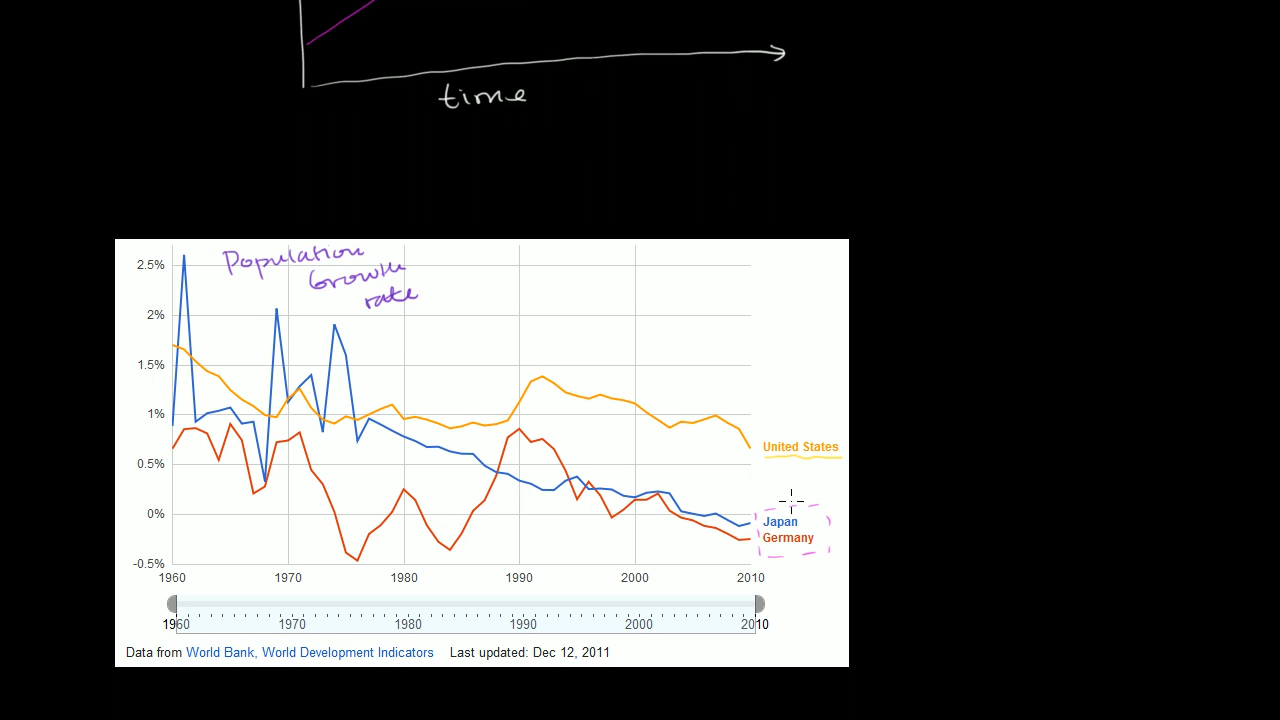 time
Population
Growth
rate
2.5%
2%
1.5%
1%
0.5%
0%
-0.5%
United States
Japan
Germany
1960 1970 1980 1990 2000 2010
1960 1970 1980 1990 2000 2010
Data from World Bank, World Development Indicators Last updated: Dec 12, 2011